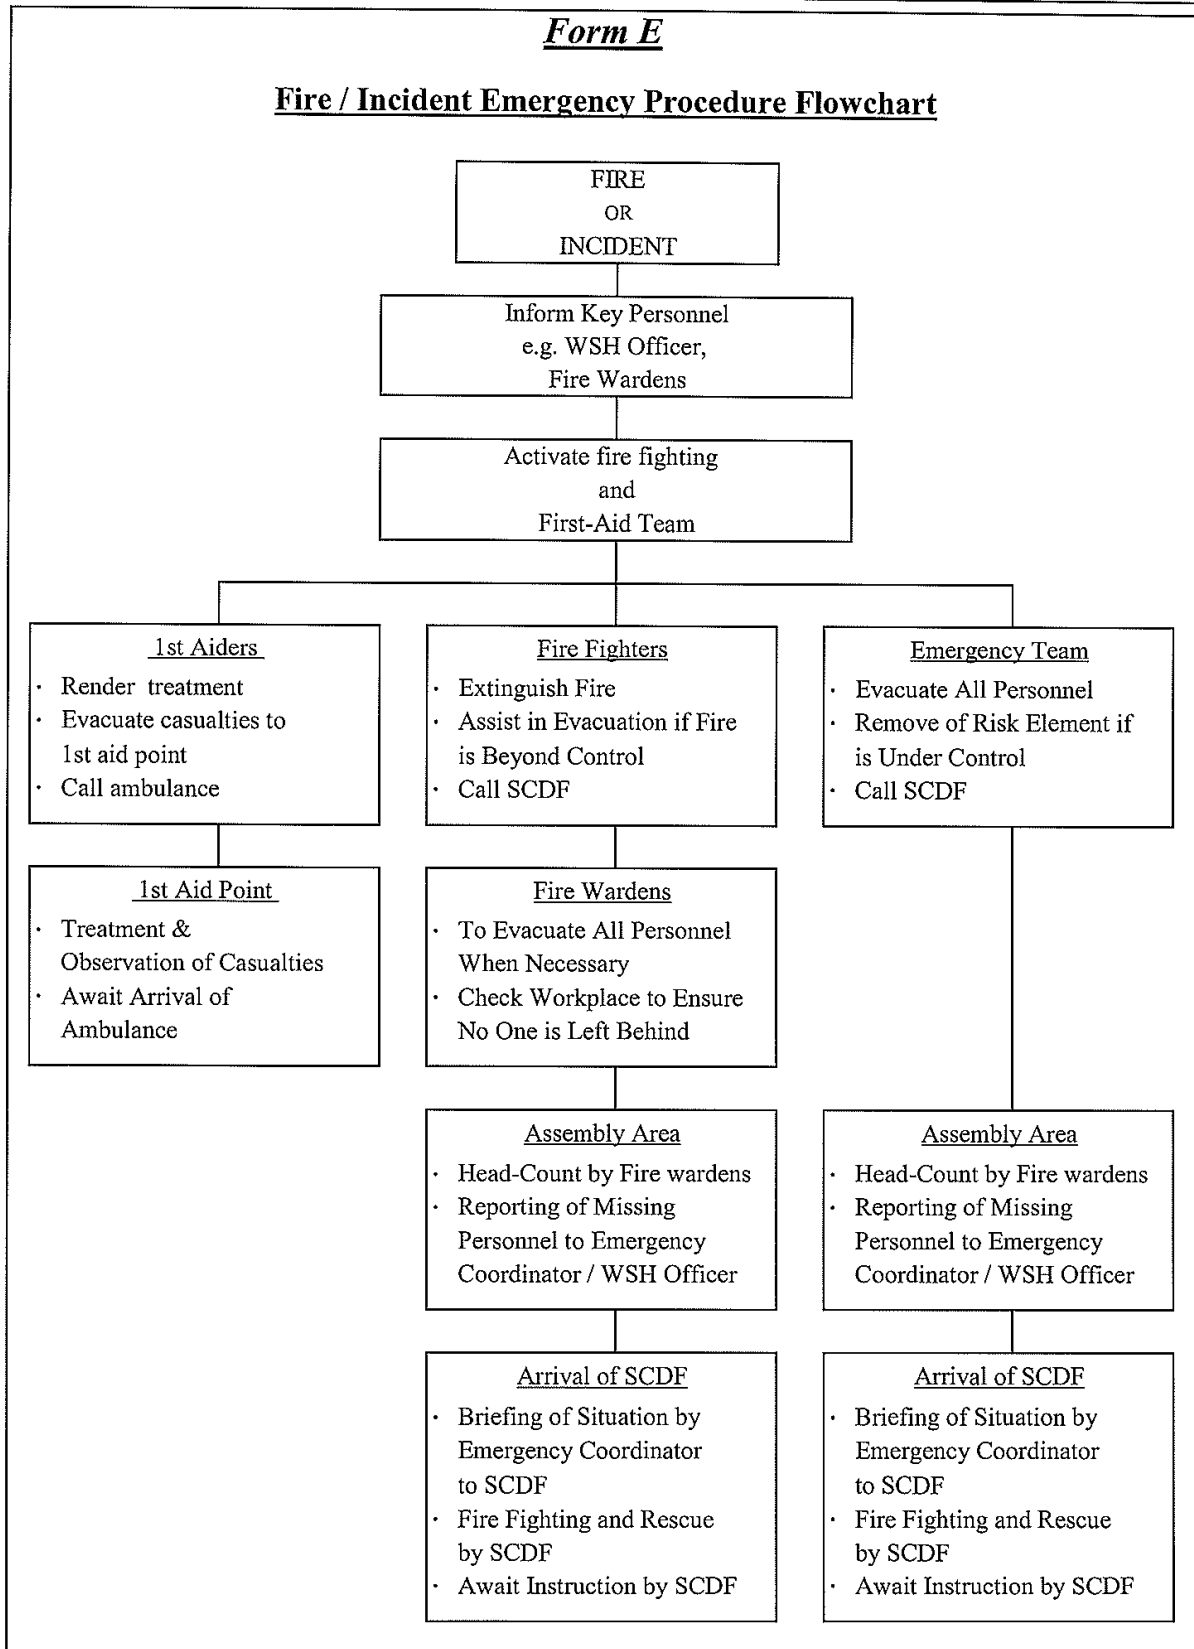 Form E
Fire / Incident Emergency Procedure Flowchart
FIRE
OR
INCIDENT
Inform Key Personnel
e.g. WSH Officer,
Fire Wardens
Activate fire fighting
and
First-Aid Team
1st Aiders
· Render treatment
· Evacuate casualties to
1st aid point
· Call ambulance
Fire Fighters
· Extinguish Fire
· Assist in Evacuation if Fire
is Beyond Control
· Call SCDF
Emergency Team
· Evacuate All Personnel
· Remove of Risk Element if
is Under Control
· Call SCDF
1st Aid Point
· Treatment &
Observation of Casualties
· Await Arrival of
Ambulance
Fire Wardens
· To Evacuate All Personnel
When Necessary
· Check Workplace to Ensure
No One is Left Behind
Assembly Area
· Head-Count by Fire wardens
· Reporting of Missing
Personnel to Emergency
Coordinator / WSH Officer
Assembly Area
· Head-Count by Fire wardens
· Reporting of Missing
Personnel to Emergency
Coordinator / WSH Officer
Arrival of SCDF
· Briefing of Situation by
Emergency Coordinator
to SCDF
· Fire Fighting and Rescue
by SCDF
· Await Instruction by SCDF
Arrival of SCDF
· Briefing of Situation by
Emergency Coordinator
to SCDF
· Fire Fighting and Rescue
by SCDF
· Await Instruction by SCDF